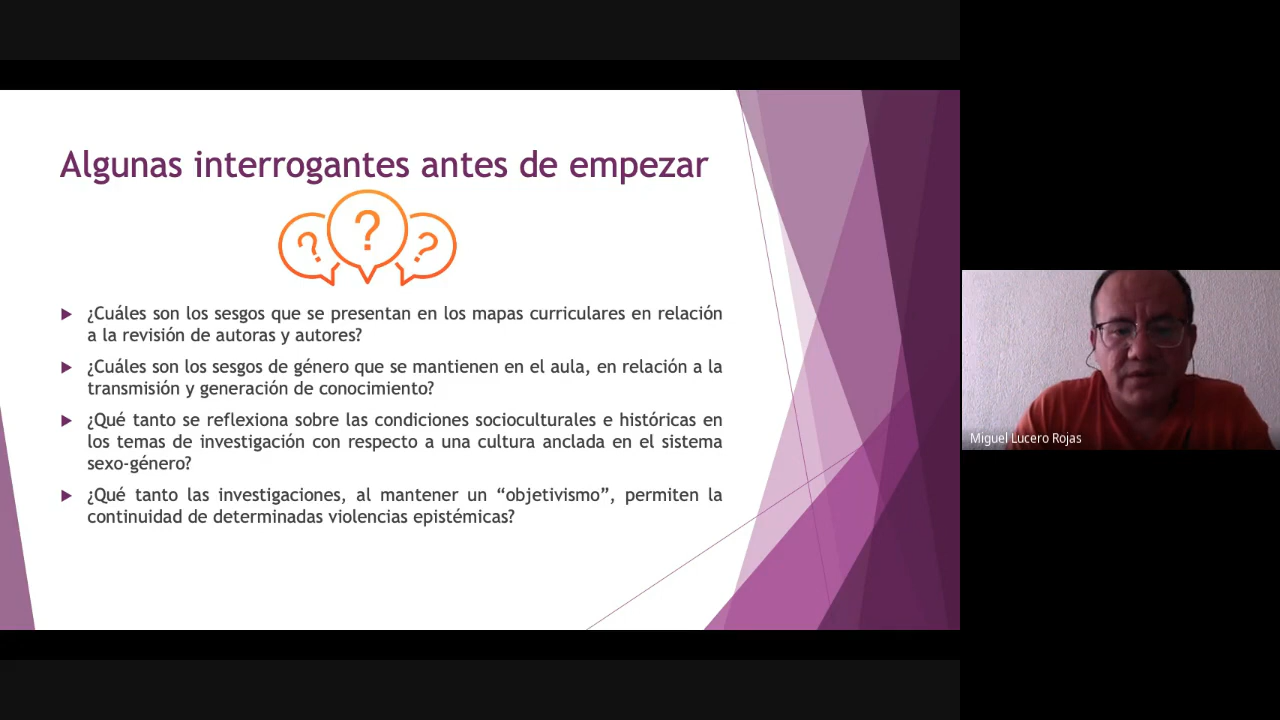 Algunas interrogantes antes de empezar
? ? ?
¿Cuáles son los sesgos que se presentan en los mapas curriculares en relación
a la revisión de autoras y autores?
¿Cuáles son los sesgos de género que se mantienen en el aula, en relación a la
transmisión y generación de conocimiento?
¿Qué tanto se reflexiona sobre las condiciones socioculturales e históricas en
los temas de investigación con respecto a una cultura anclada en el sistema
sexo-género?
¿Qué tanto las investigaciones, al mantener un “objetivismo”, permiten la
continuidad de determinadas violencias epistémicas?
Miguel Lucero Rojas